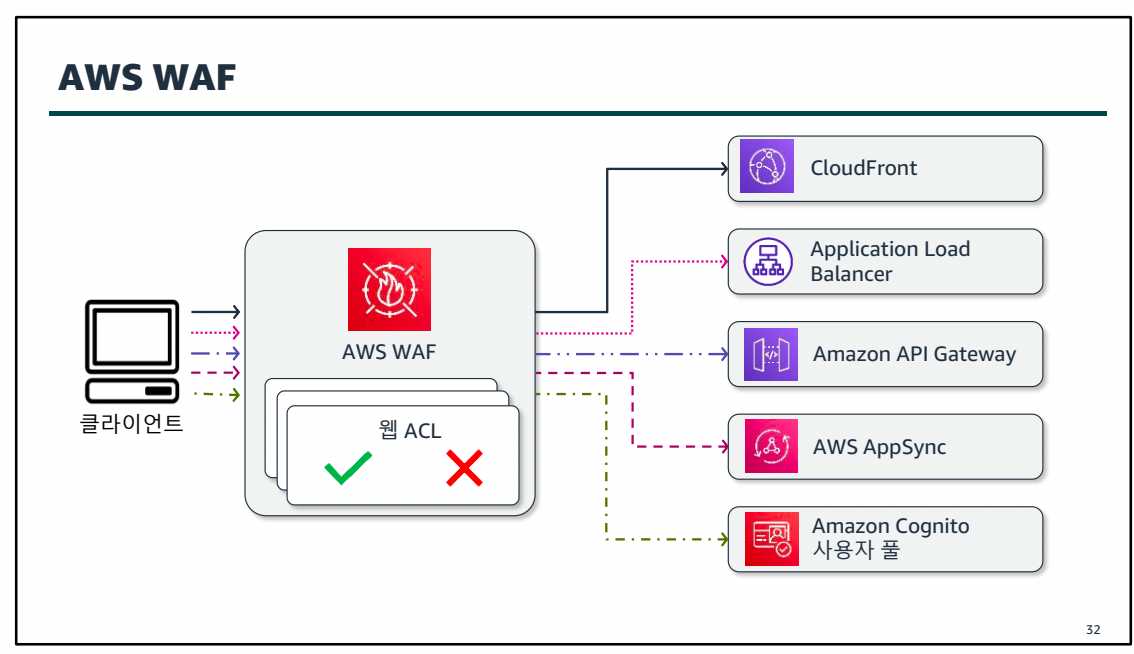 AWS WAF
클라이언트
AWS WAF
웹 ACL
CloudFront
Application Load
Balancer
Amazon API Gateway
AWS AppSync
Amazon Cognito
사용자 풀
32